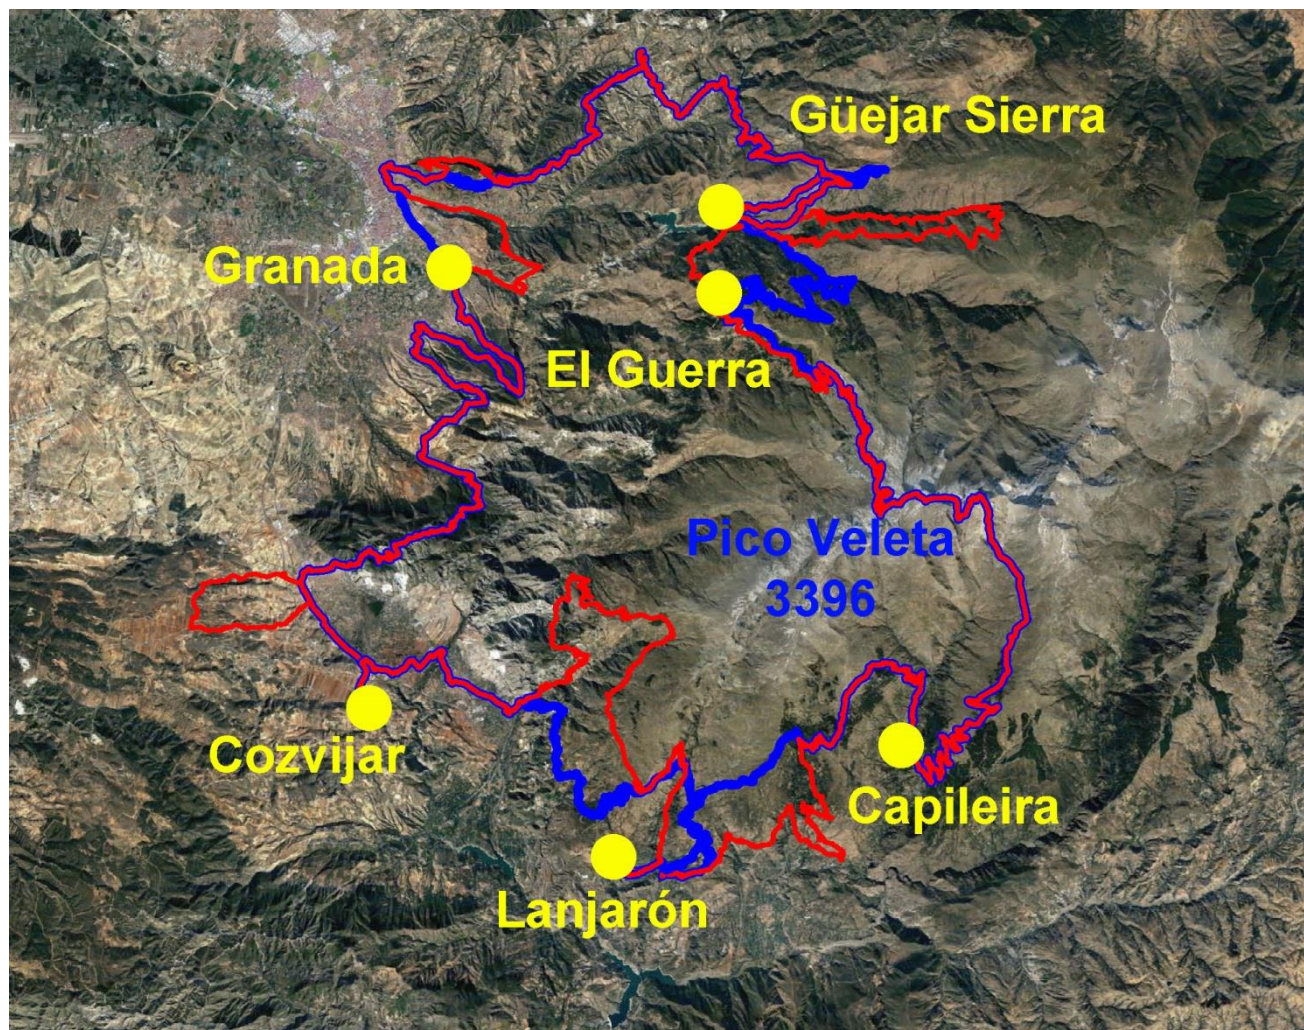 Güejar Sierra
Granada
El Guerra
Pico Veleta
3396
Cozvijar
Capileira
Lanjarón